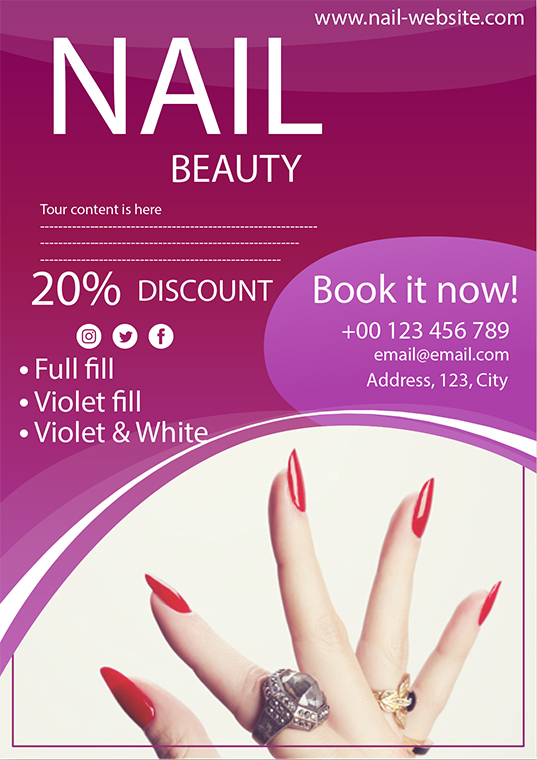 www.nail-website.com
NAIL
BEAUTY
Tour content is here
20% DISCOUNT
Book it now!
+00 123 456 789
email@email.com
Address, 123, City
• Full fill
• Violet fill
• Violet & White